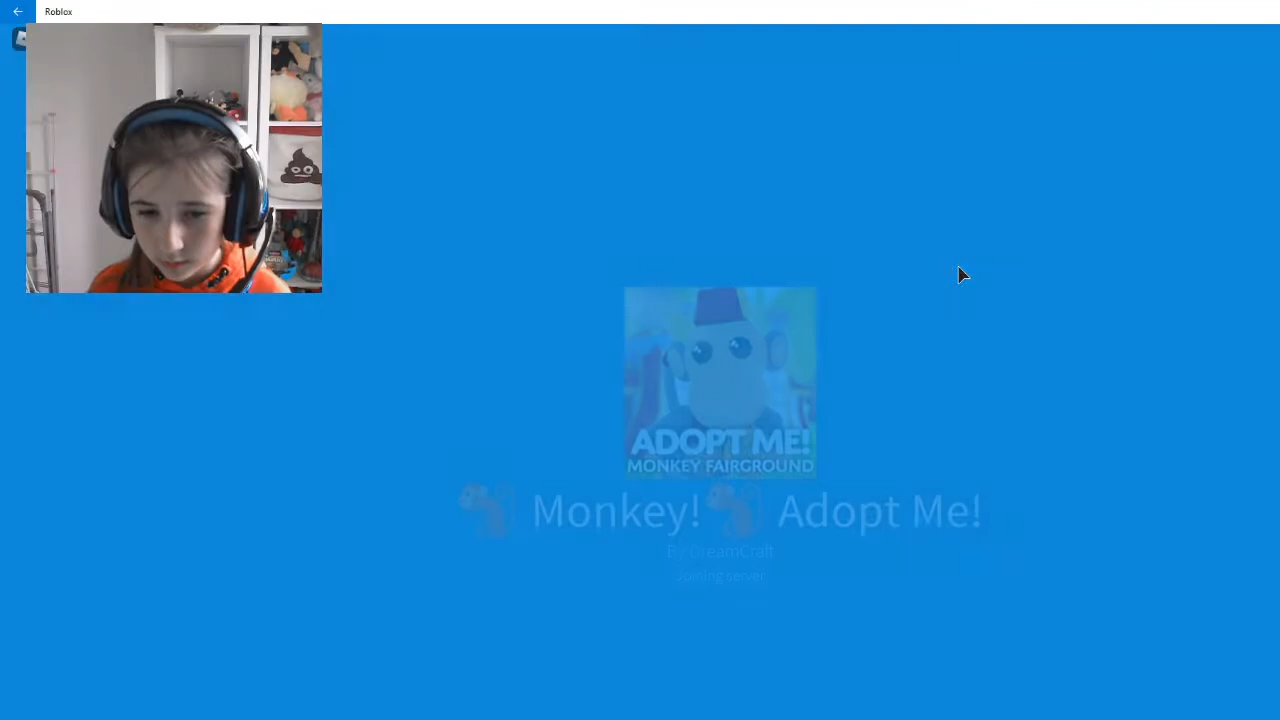 Roblox
ADOPT ME!
MONKEY FAIRGROUND
🐒 Monkey!🐒 Adopt Me!
By DreamCraft
Joining server